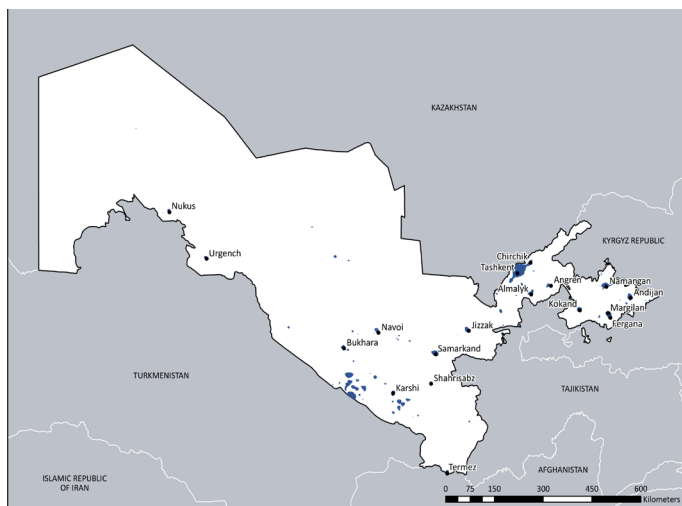 KAZAKHSTAN
Nukus
Urgench
KYRGYZ REPUBLIC
Chirchik
Tashkent
Angren
Namangan
Almalyk
Andijan
Kokand
Margilan
Fergana
Jizzak
Navoi
Bukhara
Samarkand
TURKMENISTAN
Shahrisabz
Karshi
TAJIKISTAN
Termez
AFGHANISTAN
ISLAMIC REPUBLIC
OF IRAN
0 75 150 300 450 600
Kilometers